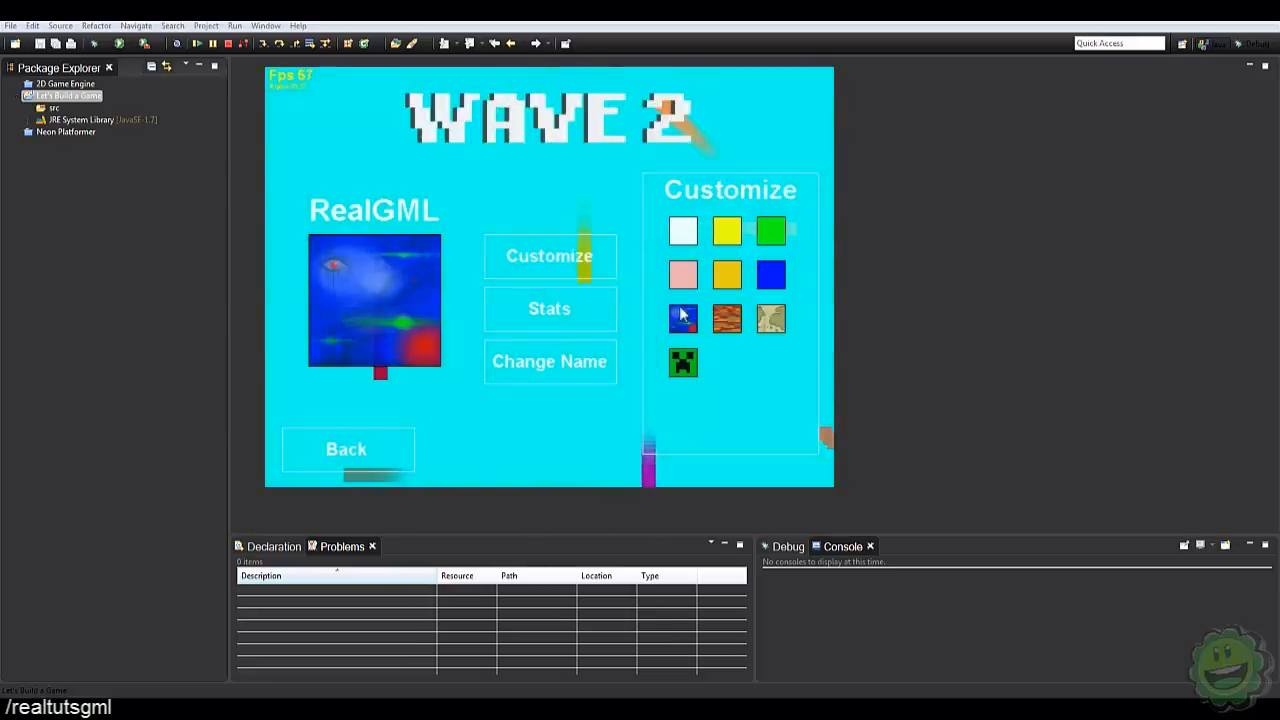 File Edit Source Refactor Navigate Search Project Run Window Help
Quick Access
Debug
Package Explorer
2D Game Engine
Let's Build a Game
src
JRE System Library [JavaSE-1.7]
Neon Platformer
Fps 67
WAVE 2
RealGML
Customize
Stats
Change Name
Back
Customize
Declaration Problems
0 items
Description Resource Path Location Type
Debug Console
No consoles to display at this time.
Let's Build a Game
/realtutsgml